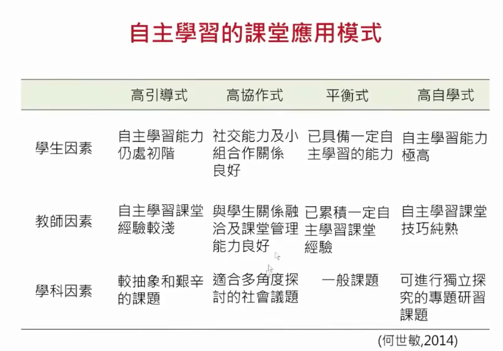 自主學習的課堂應用模式
高引導式 高協作式 平衡式 高自學式
學生因素
自主學習能力
仍處初階
社交能力及小
組合作關係
良好
已具備一定自
主學習的能力
自主學習能力
極高
教師因素
自主學習課堂
經驗較淺
與學生關係融
洽及課堂管理
能力良好
已累積一定自
主學習課堂
經驗
自主學習課堂
技巧純熟
學科因素
較抽象和艱辛
的課題
適合多角度探
討的社會議題
一般課題
可進行獨立探
究的專題研習
課題
(何世敏,2014)